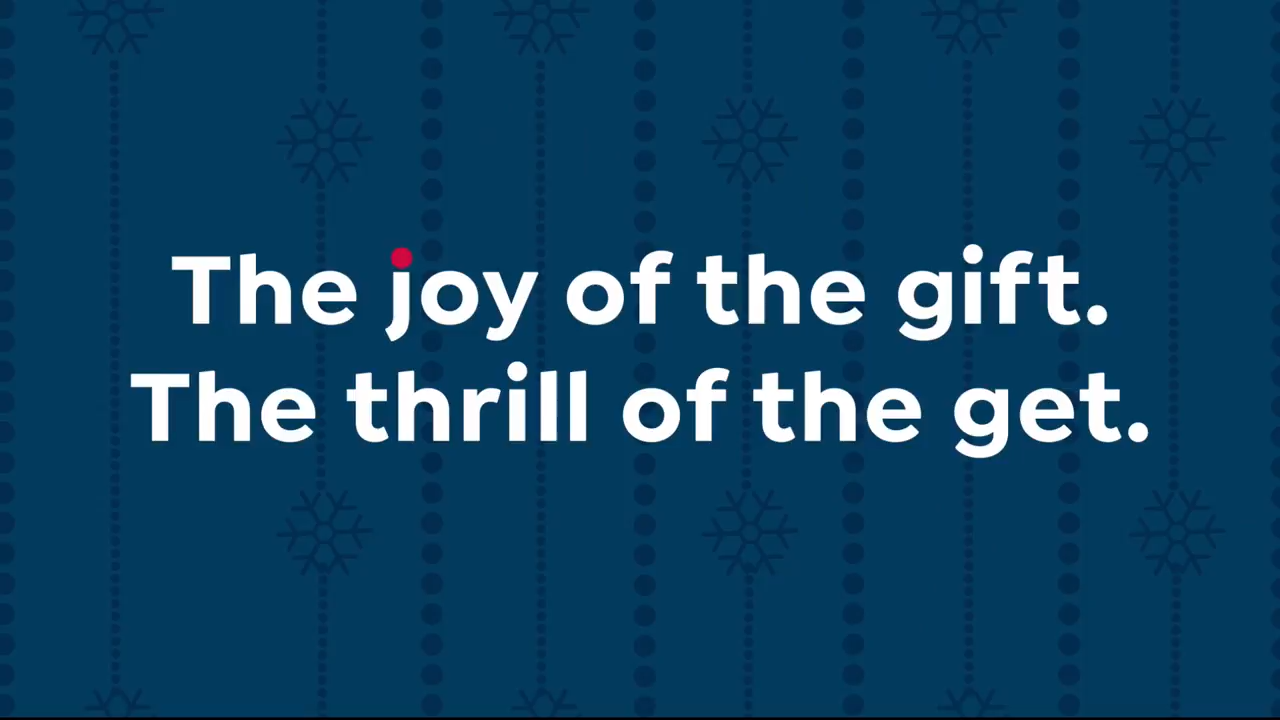 The joy of the gift.
The thrill of the get.